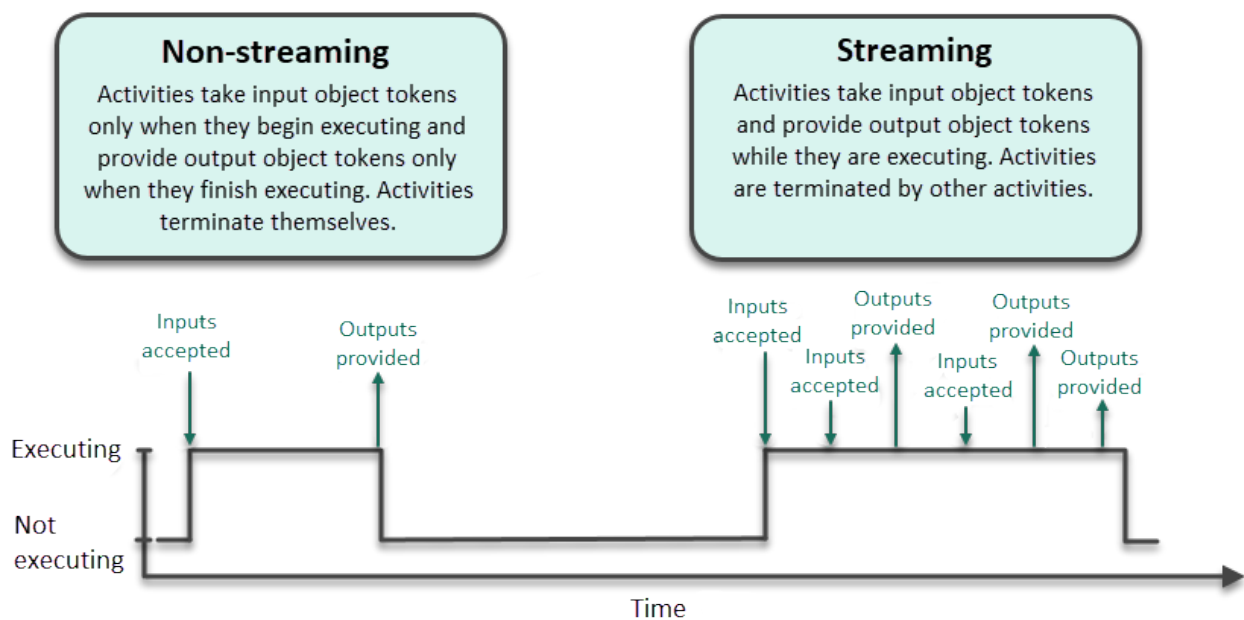 Non-streaming
Activities take input object tokens
only when they begin executing and
provide output object tokens only
when they finish executing. Activities
terminate themselves.
Streaming
Activities take input object tokens
and provide output object tokens
while they are executing. Activities
are terminated by other activities.
Inputs
accepted
Outputs
provided
Inputs
accepted
Inputs
accepted
Outputs
provided
Inputs
accepted
Outputs
provided
Outputs
provided
Executing
Not
executing
Time